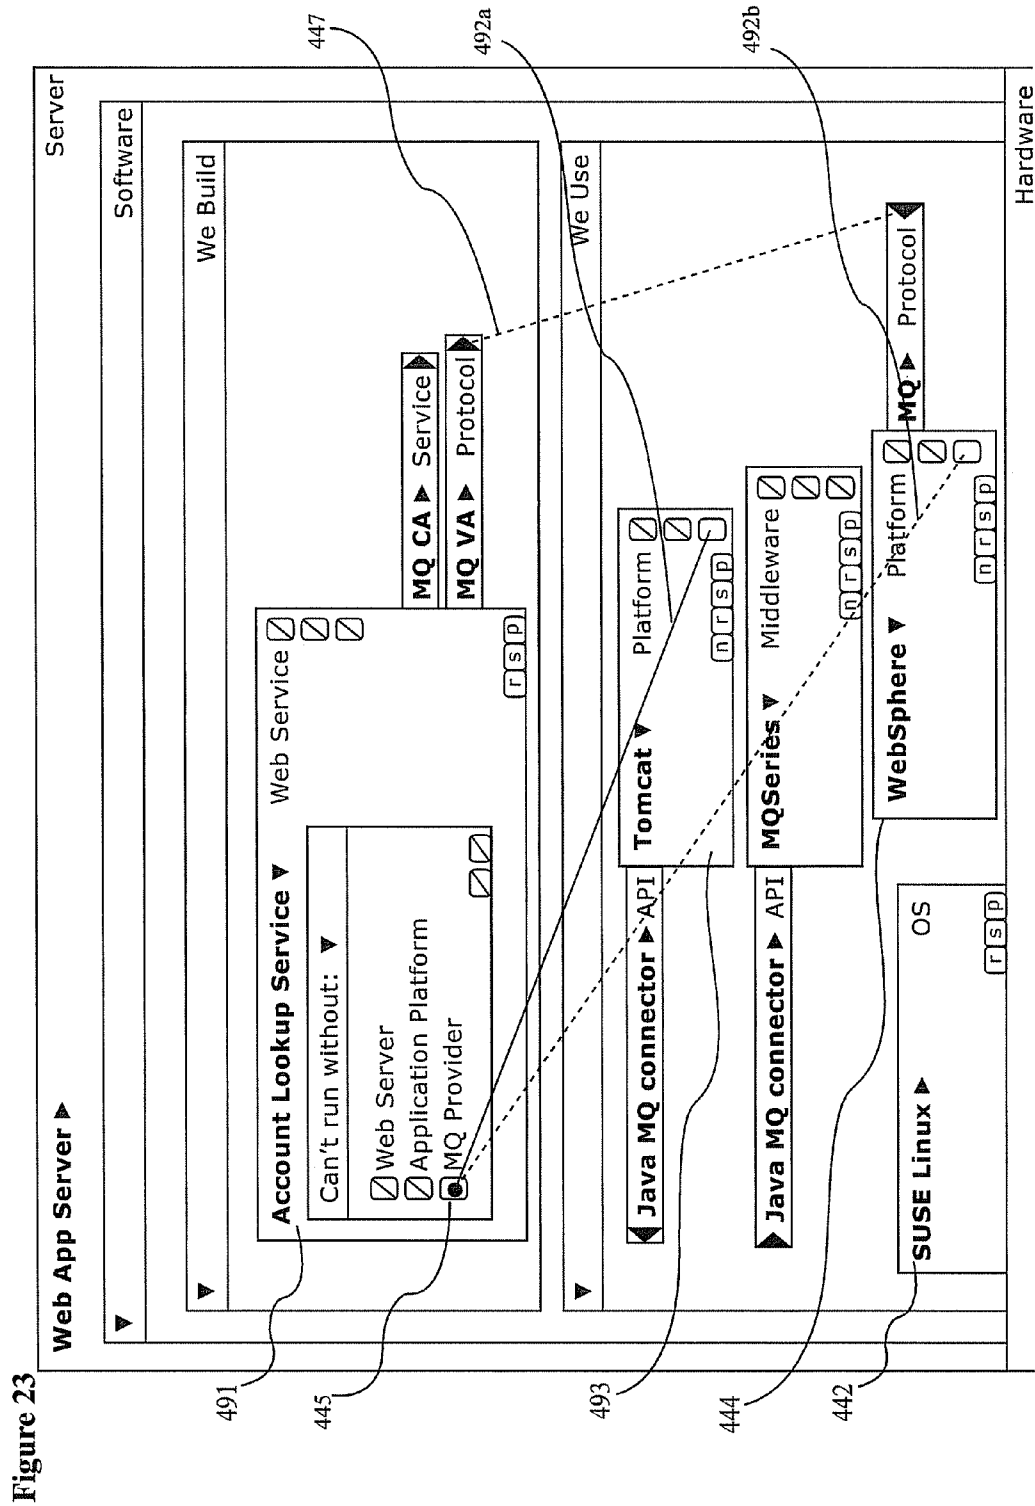 Figure 23
Web App Server Server
Software
We Build
Account Lookup Service Web Service
Can't run without:
Web Server
Application Platform
MQ Provider
r s p
MQ CA Service
MQ VA Protocol
We Use
Java MQ connector API
Tomcat Platform
n r s p
Java MQ connector API
MQSeries Middleware
n r s p
WebSphere Platform
n r s p
MQ Protocol
SUSE Linux OS
r s p
Hardware
491
445
493
444
442
447
492a
492b